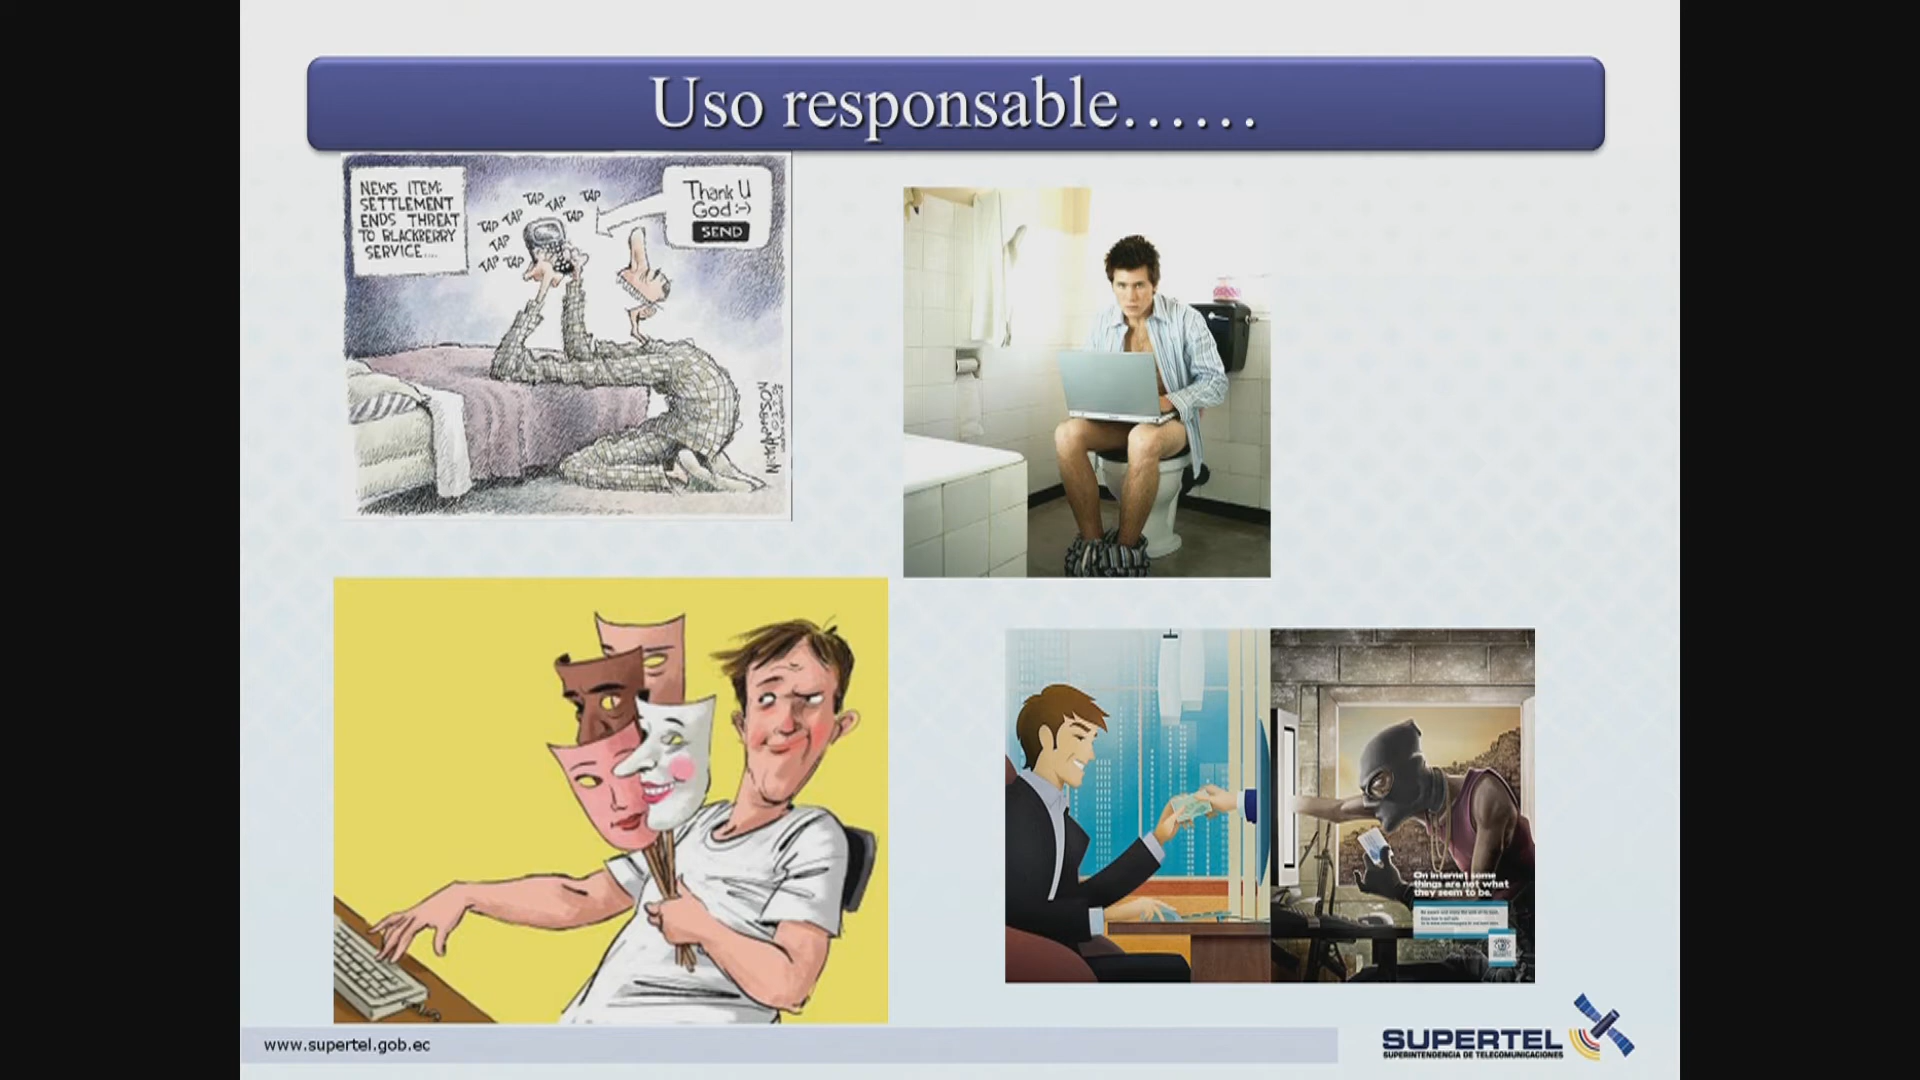 Uso responsable......
NEWS ITEM:
SETTLEMENT
ENDS THREAT
TO BLACKBERRY
SERVICE...
TAP TAP TAP
TAP TAP TAP
TAP
TAP TAP
Thank U
God :-)
SEND
On internet some
things are not what
they seem to be.
www.supertel.gob.ec
SUPERTEL
SUPERINTENDENCIA DE TELECOMUNICACIONES